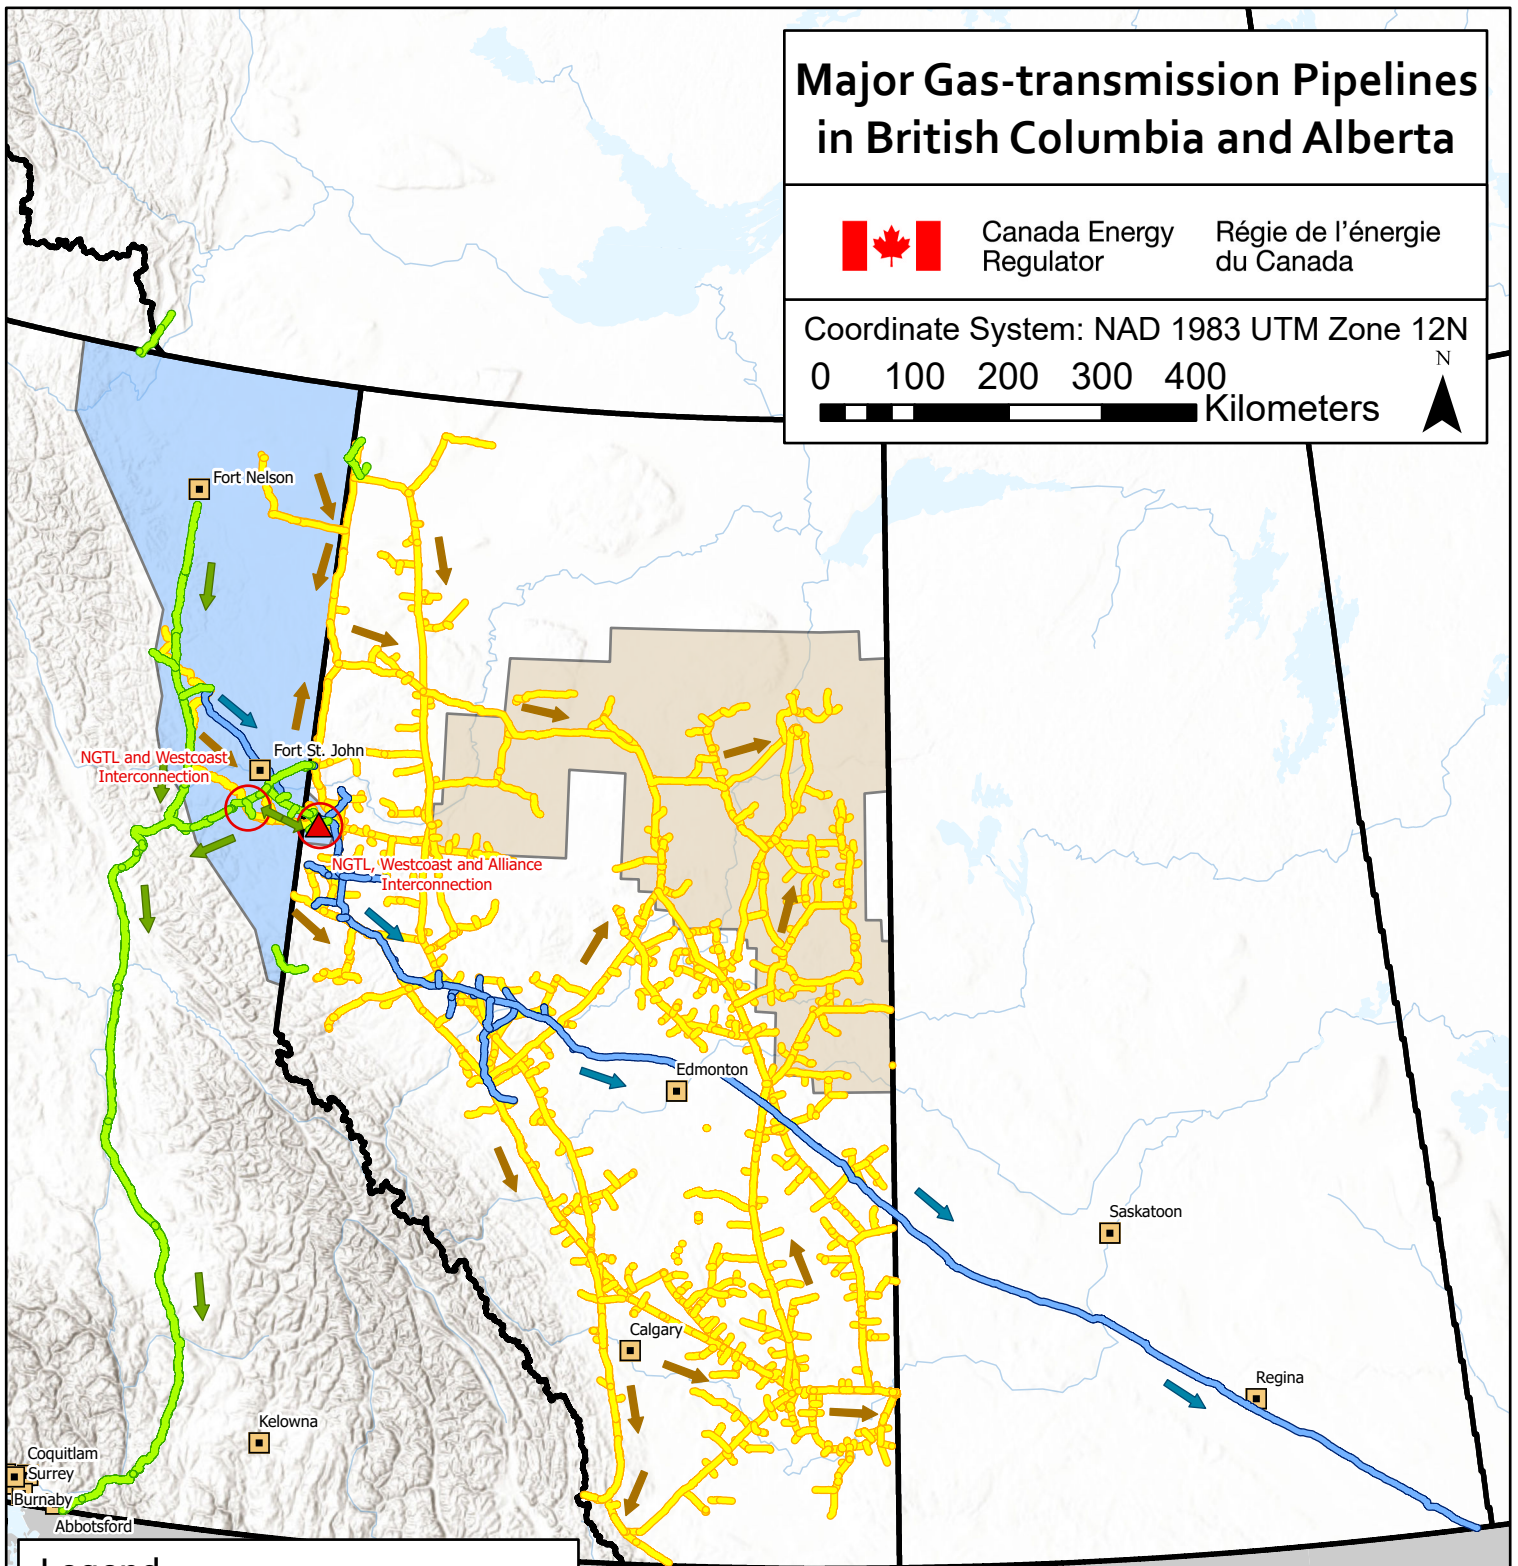 Major Gas-transmission Pipelines
in British Columbia and Alberta
Canada Energy
Regulator
Régie de l'énergie
du Canada
Coordinate System: NAD 1983 UTM Zone 12N
N
0 100 200 300 400
Kilometers
Fort Nelson
Fort St. John
NGTL and Westcoast
Interconnection
NGTL, Westcoast and Alliance
Interconnection
Edmonton
Saskatoon
Calgary
Regina
Kelowna
Coquitlam
Surrey
Burnaby
Abbotsford
Legend